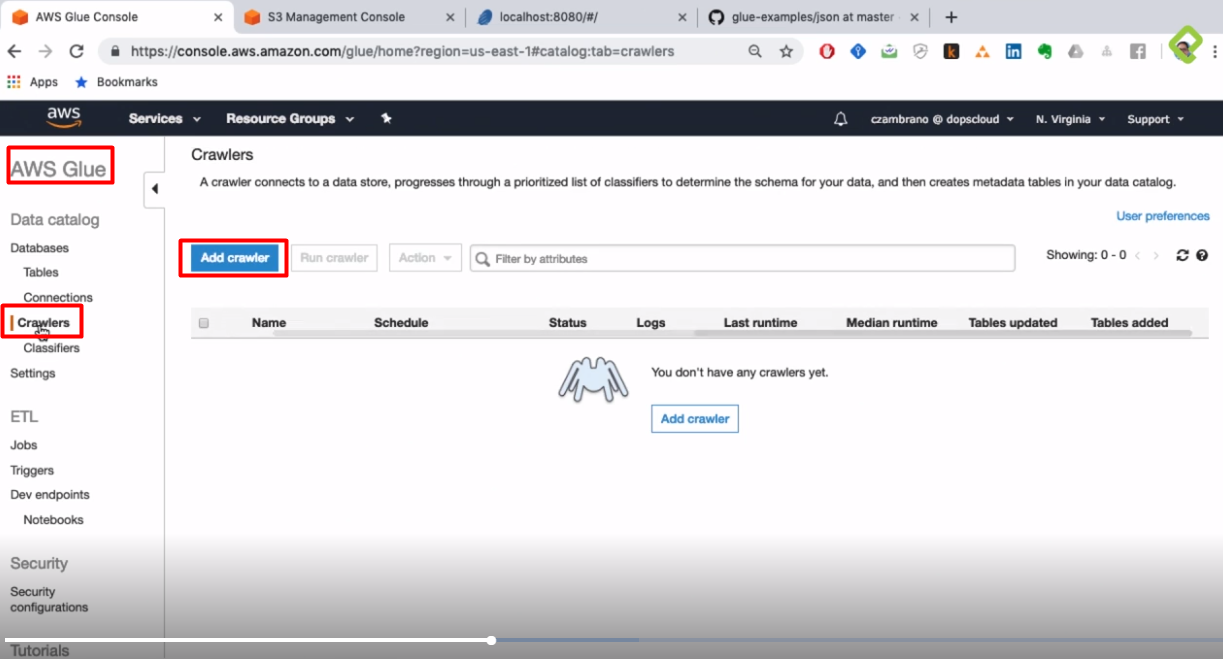 AWS Glue Console
S3 Management Console
localhost:8080/#/
glue-examples/json at master
https://console.aws.amazon.com/glue/home?region=us-east-1#catalog:tab=crawlers
Apps
Bookmarks
aws
Services
Resource Groups
czambrano @ dopscloud
N. Virginia
Support
AWS Glue
Data catalog
Databases
Tables
Connections
Crawlers
Classifiers
Settings
ETL
Jobs
Triggers
Dev endpoints
Notebooks
Security
Security
configurations
Tutorials
Crawlers
A crawler connects to a data store, progresses through a prioritized list of classifiers to determine the schema for your data, and then creates metadata tables in your data catalog.
User preferences
Add crawler
Run crawler
Action
Filter by attributes
Showing: 0 - 0
Name Schedule Status Logs Last runtime Median runtime Tables updated Tables added
You don't have any crawlers yet.
Add crawler